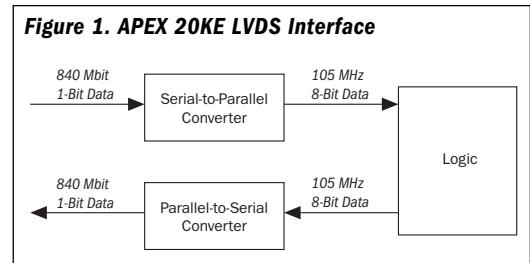 Figure 1. APEX 20KE LVDS Interface
840 Mbit
1-Bit Data
Serial-to-Parallel
Converter
105 MHz
8-Bit Data
Logic
840 Mbit
1-Bit Data
Parallel-to-Serial
Converter
105 MHz
8-Bit Data